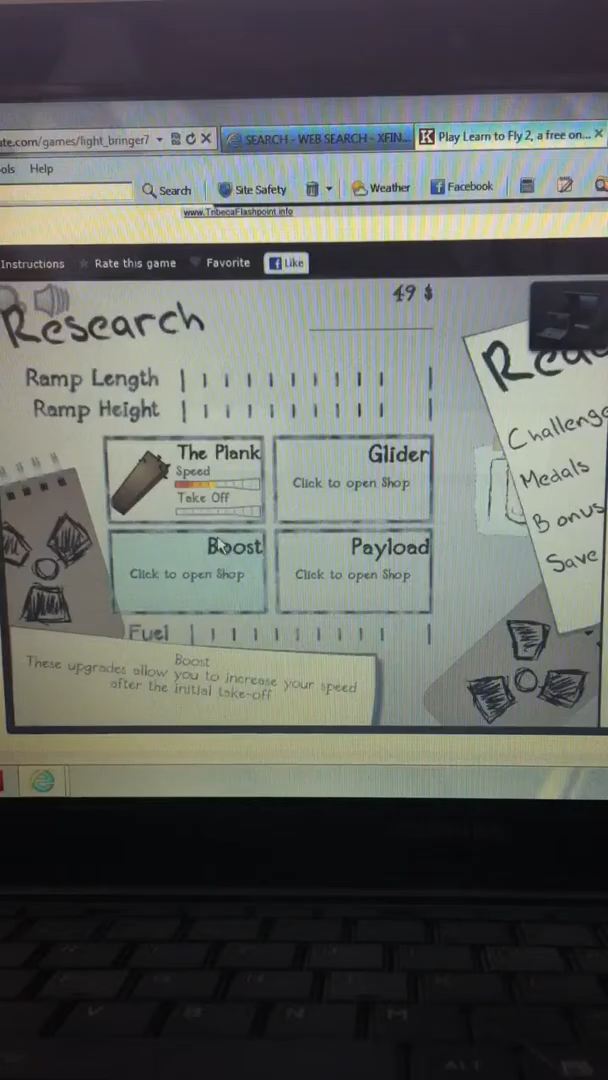 ate.com/games/light_bringer7
SEARCH - WEB SEARCH - XFIN...
Play Learn to Fly 2, a free on...
ols Help
Search
Site Safety
Weather
Facebook
www.TribecaFlashpoint.info
Instructions
Rate this game
Favorite
Like
Research
49 $
Ramp Length
Ramp Height
The Plank
Speed
Take Off
Glider
Click to open Shop
Boost
Click to open Shop
Payload
Click to open Shop
Fuel
Boost
These upgrades allow you to increase your speed
after the initial take-off
Challenge
Medals
Bonus
Save
ALT